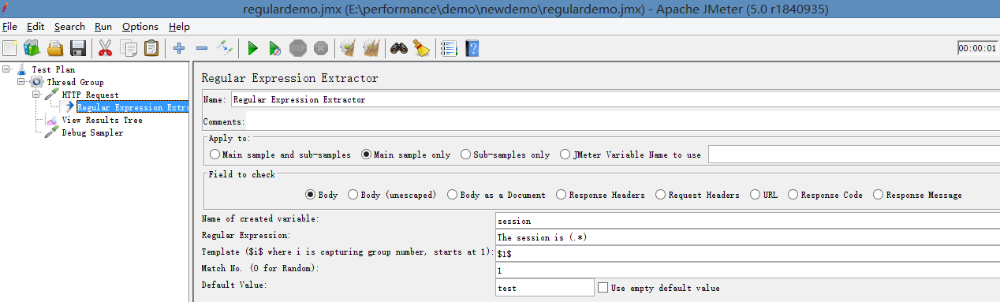 regulardemo.jmx (E:\performance\demo\newdemo\regulardemo.jmx) - Apache JMeter (5.0 r1840935)
File Edit Search Run Options Help
STOP
00:00:01
Test Plan
Thread Group
HTTP Request
Regular Expression Extr
View Results Tree
Debug Sampler
Regular Expression Extractor
Name: Regular Expression Extractor
Comments:
Apply to:
Main sample and sub-samples Main sample only Sub-samples only JMeter Variable Name to use
Field to check
Body Body (unescaped) Body as a Document Response Headers Request Headers URL Response Code Response Message
Name of created variable: session
Regular Expression: The session is (.*)
Template ($i$ where i is capturing group number, starts at 1): $1$
Match No. (0 for Random): 1
Default Value: test Use empty default value